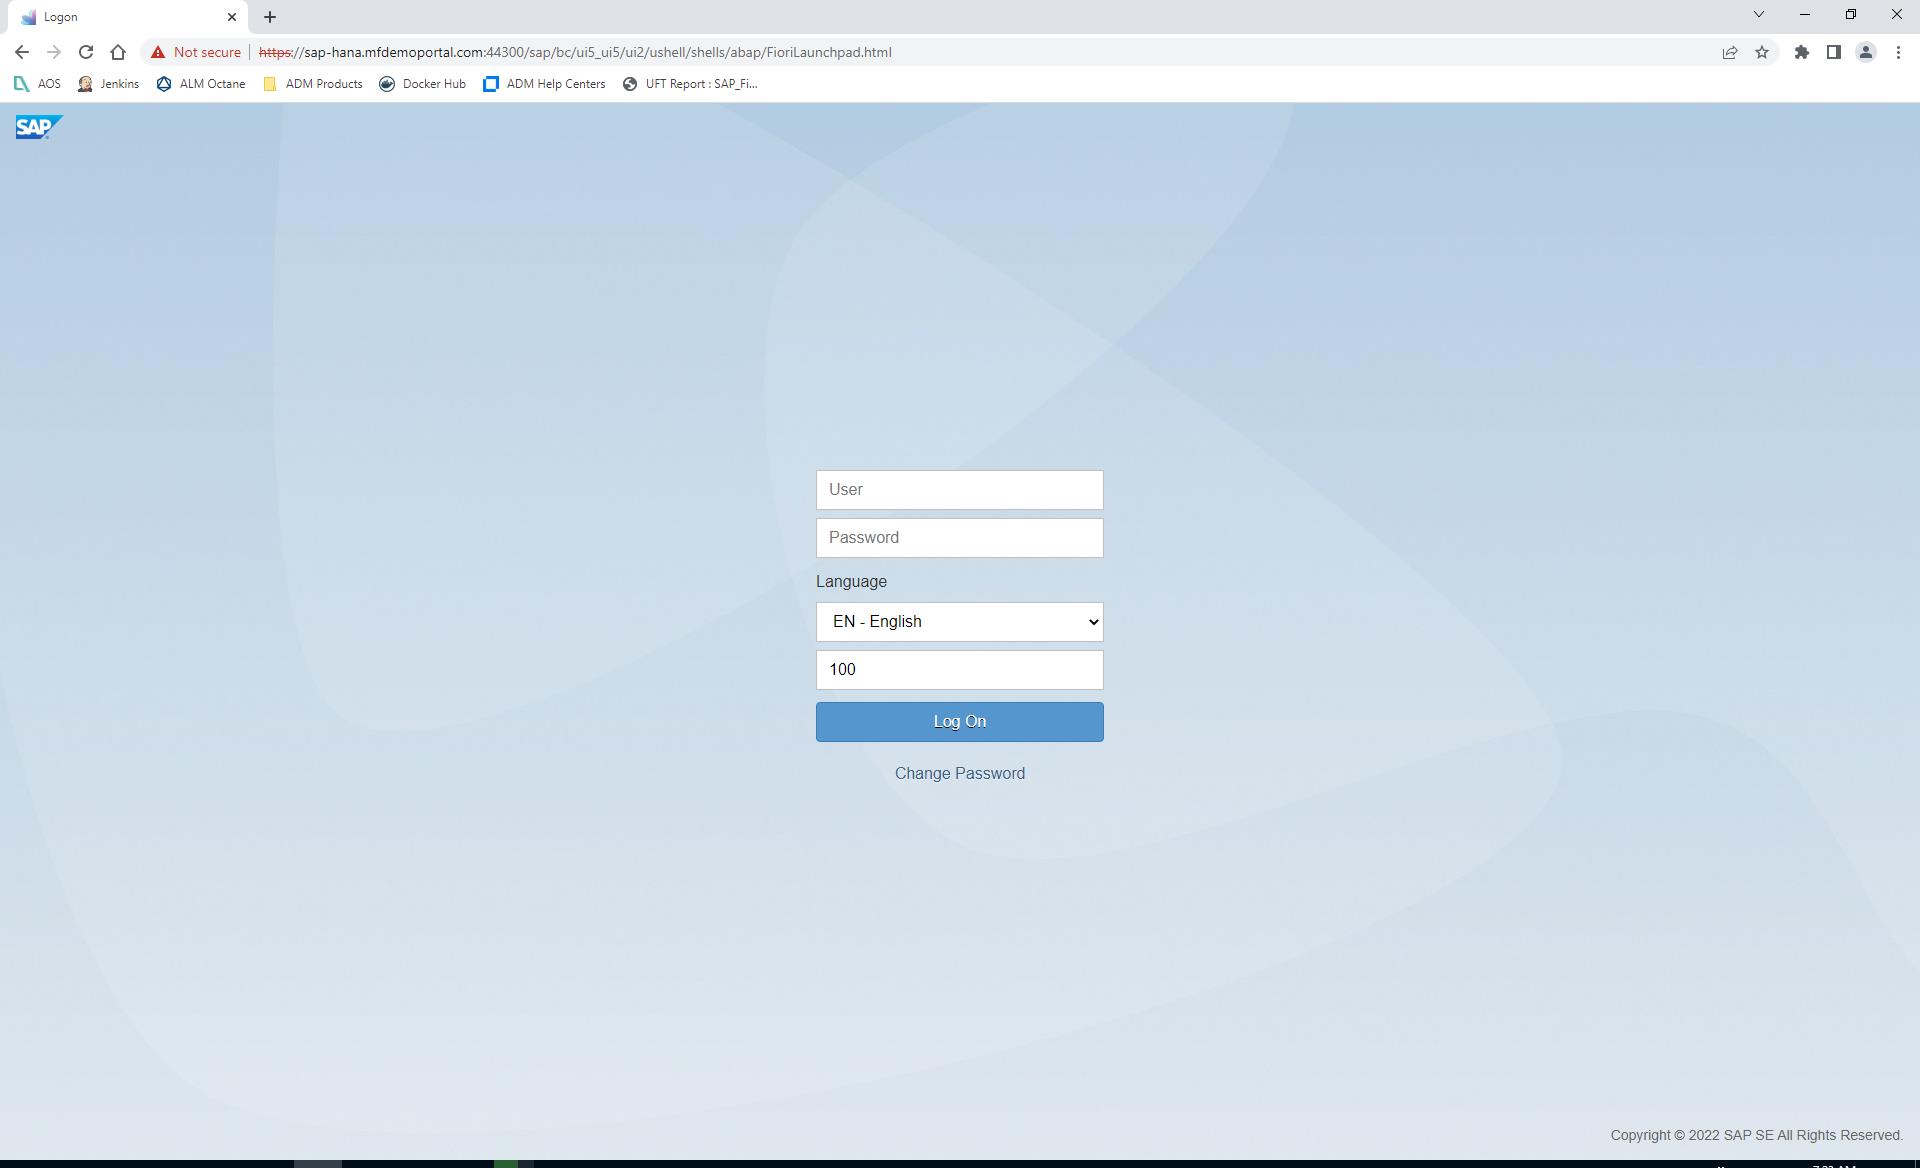 Logon
Not secure https://sap-hana.mfdemoportal.com:44300/sap/bc/ui5_ui5/ui2/ushell/shells/abap/FioriLaunchpad.html
AOS Jenkins ALM Octane ADM Products Docker Hub ADM Help Centers UFT Report : SAP_Fi...
SAP
User
Password
Language
EN - English
100
Log On
Change Password
Copyright © 2022 SAP SE All Rights Reserved.